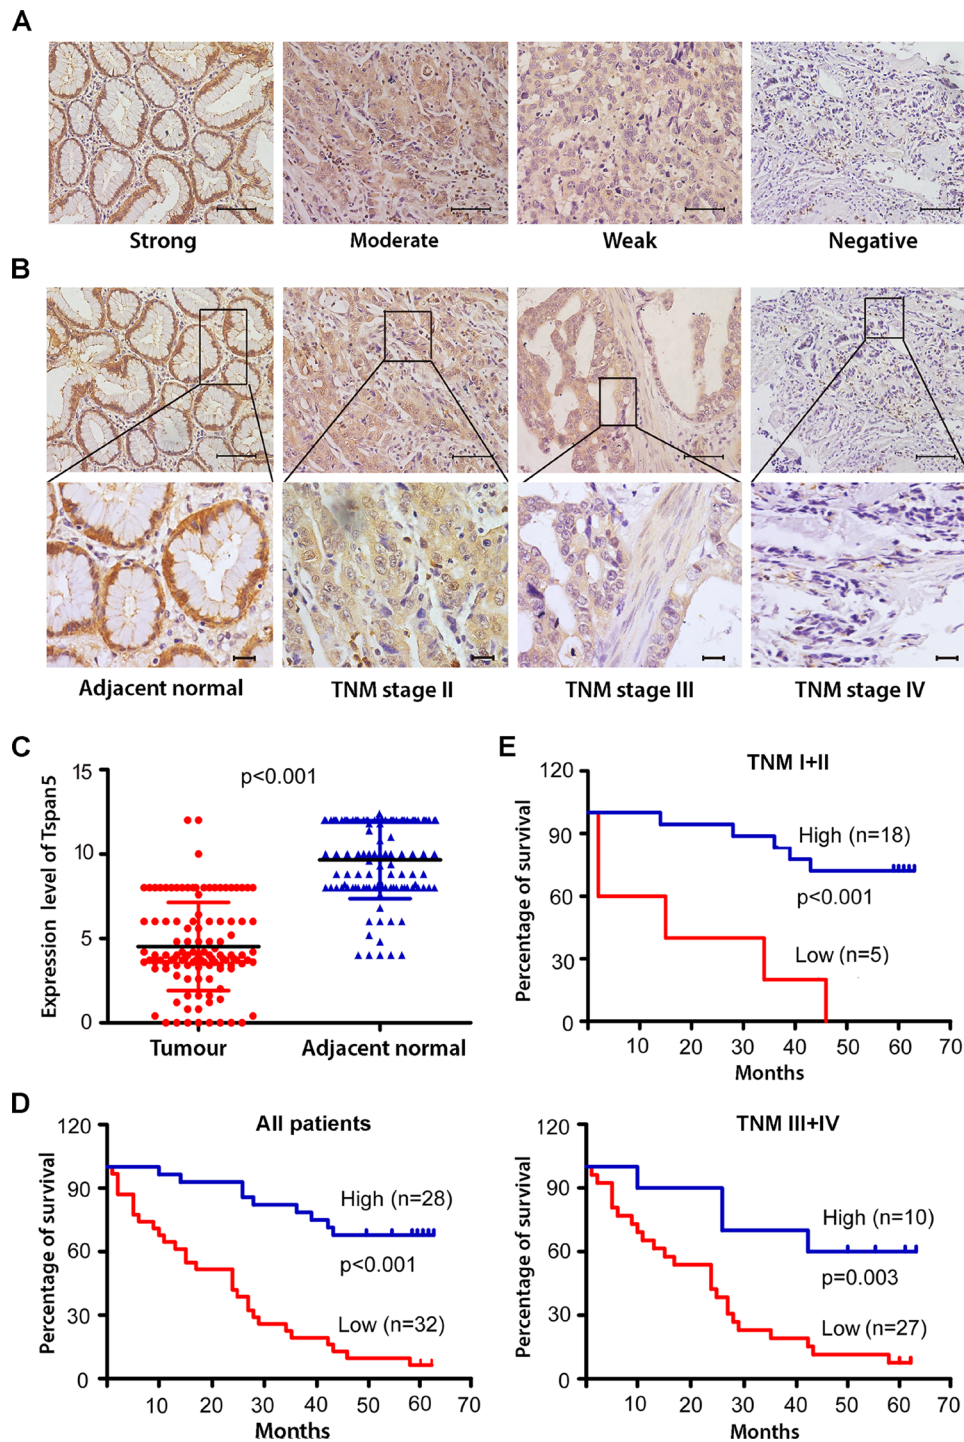 A
Strong Moderate Weak Negative
B
Adjacent normal TNM stage II TNM stage III TNM stage IV
C
Expression level of Tspan5
15
10
5
0
p<0.001
Tumour Adjacent normal
E
TNM I+II
Percentage of survival
120
90
60
30
0
High (n=18)
p<0.001
Low (n=5)
10 20 30 40 50 60 70
Months
D
All patients
Percentage of survival
120
90
60
30
0
High (n=28)
p<0.001
Low (n=32)
10 20 30 40 50 60 70
Months
TNM III+IV
Percentage of survival
120
90
60
30
0
High (n=10)
p=0.003
Low (n=27)
10 20 30 40 50 60 70
Months